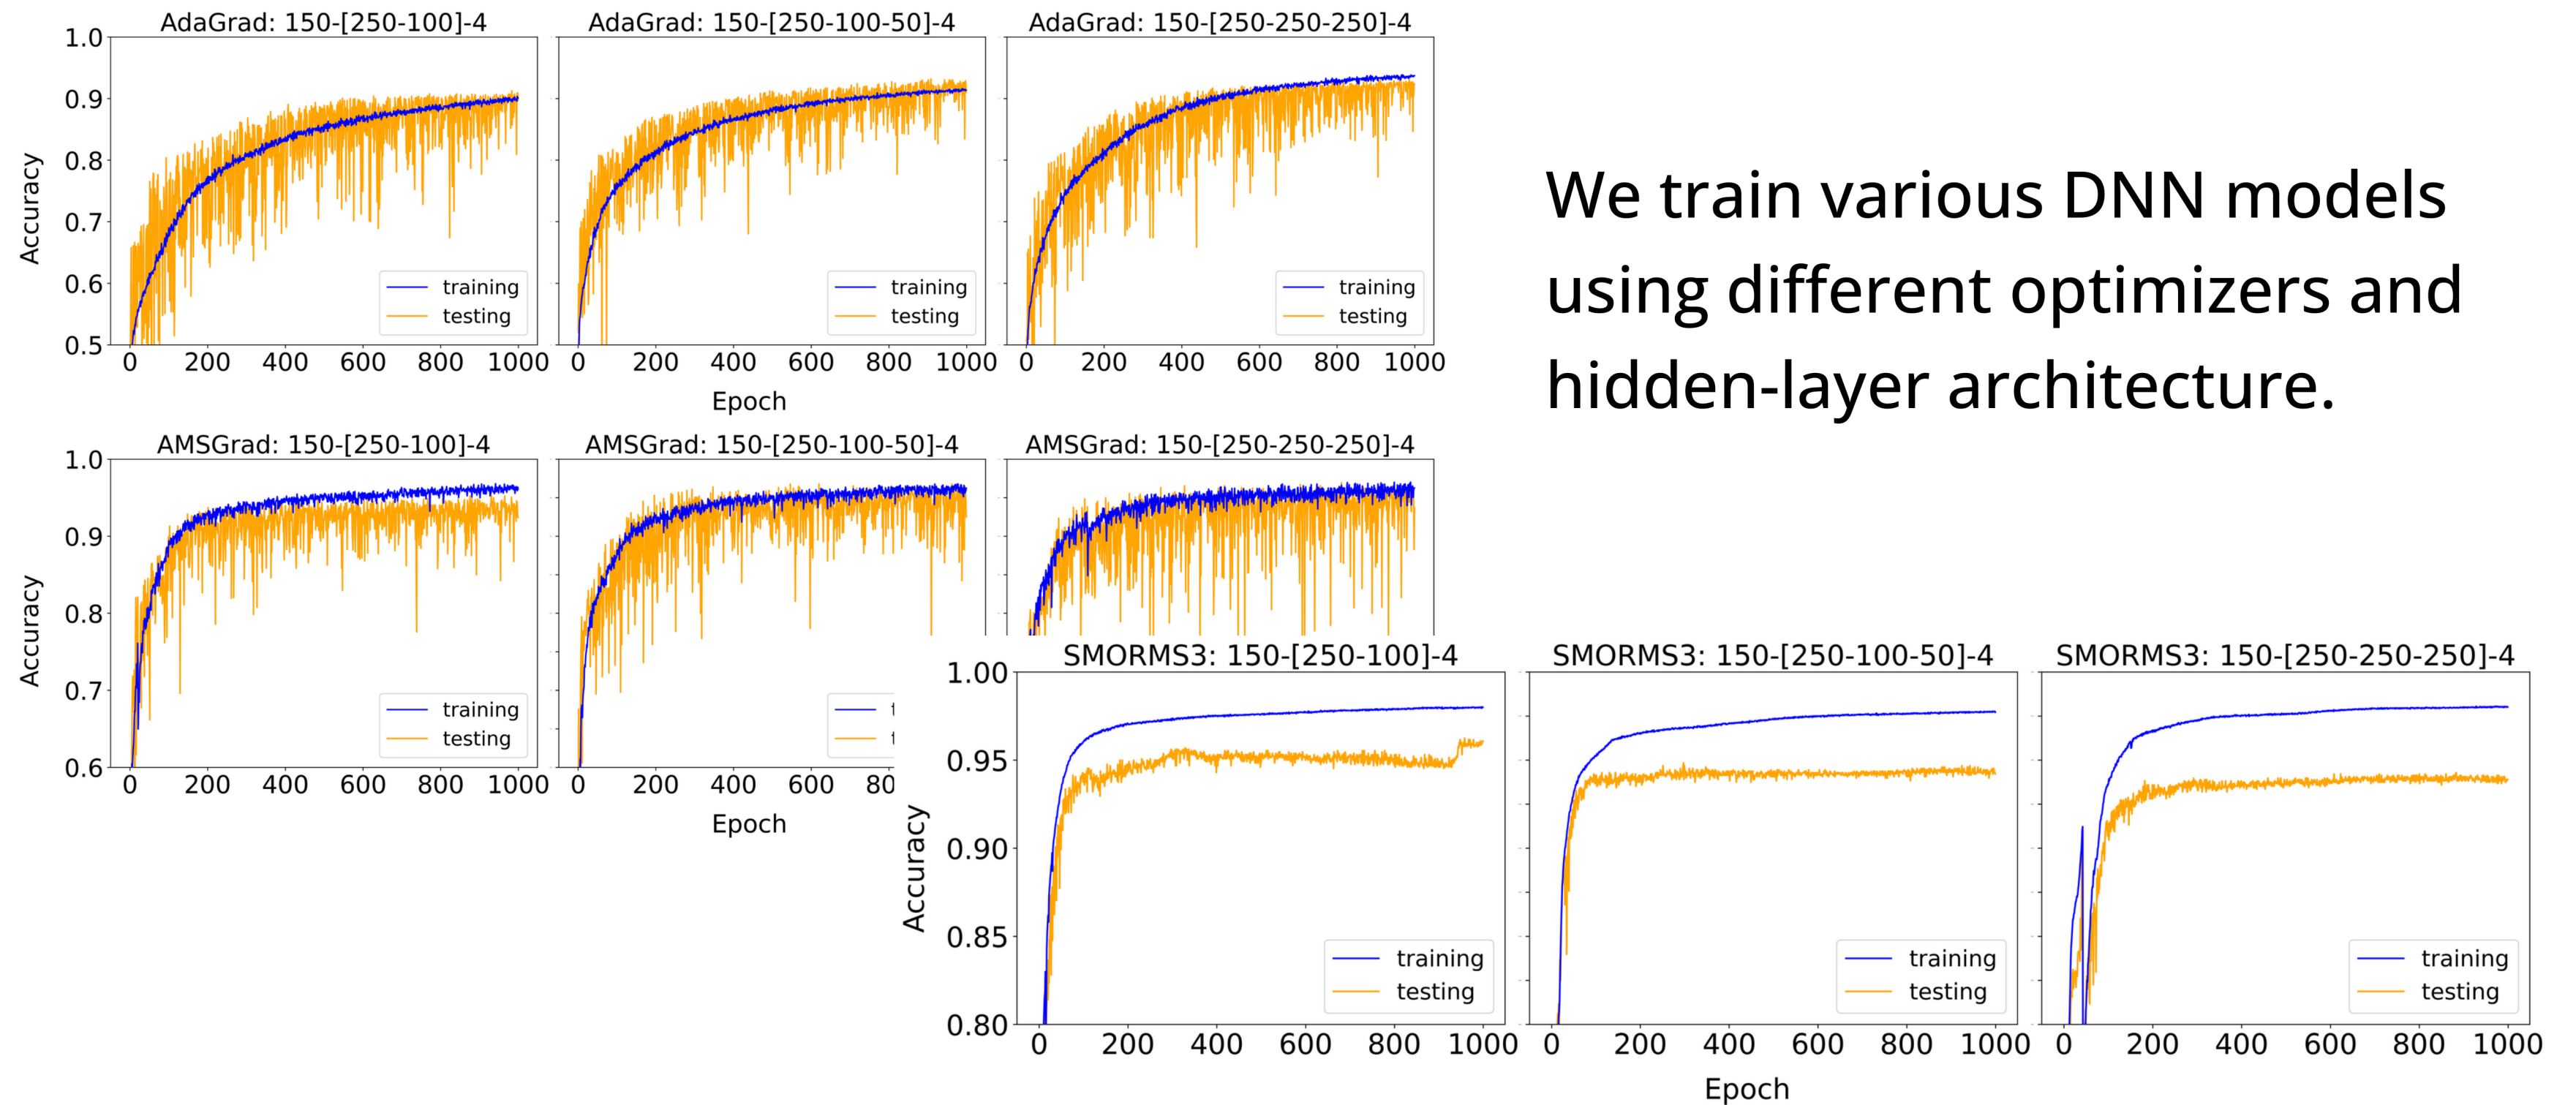 AdaGrad: 150-[250-100]-4
AdaGrad: 150-[250-100-50]-4
AdaGrad: 150-[250-250-250]-4
Accuracy
1.0
0.9
0.8
0.7
0.6
0.5
training
testing
training
testing
training
testing
0 200 400 600 800 1000
0 200 400 600 800 1000
0 200 400 600 800 1000
Epoch
We train various DNN models
using different optimizers and
hidden-layer architecture.
AMSGrad: 150-[250-100]-4
AMSGrad: 150-[250-100-50]-4
AMSGrad: 150-[250-250-250]-4
Accuracy
1.0
0.9
0.8
0.7
0.6
training
testing
0 200 400 600 800 1000
0 200 400 600
Epoch
SMORMS3: 150-[250-100]-4
SMORMS3: 150-[250-100-50]-4
SMORMS3: 150-[250-250-250]-4
Accuracy
1.00
0.95
0.90
0.85
0.80
training
testing
training
testing
training
testing
0 200 400 600 800 1000
0 200 400 600 800 1000
0 200 400 600 800 1000
Epoch